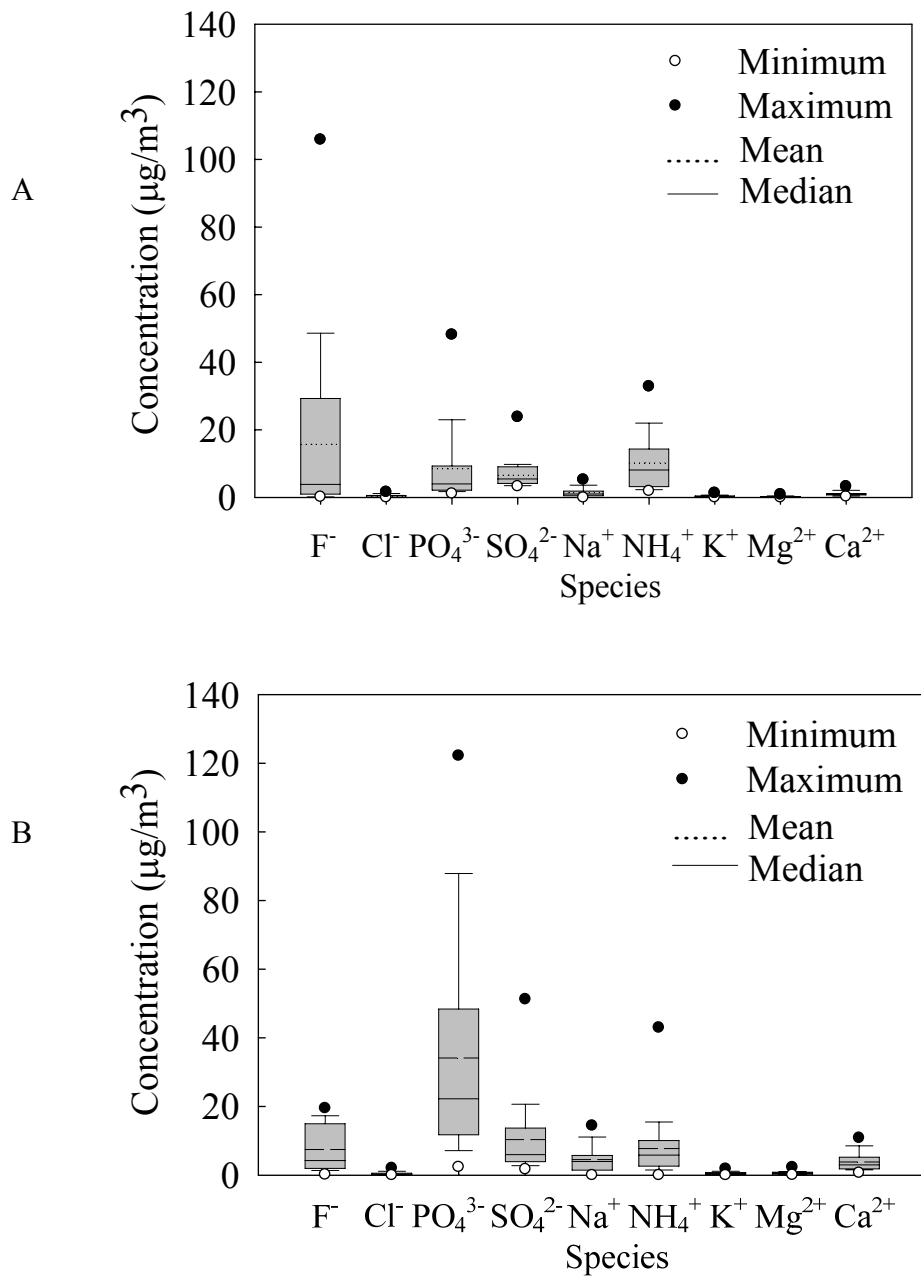 A
Concentration (µg/m³)
140
120
100
80
60
40
20
0
Minimum
Maximum
Mean
Median
F⁻ Cl⁻ PO₄³⁻ SO₄²⁻ Na⁺ NH₄⁺ K⁺ Mg²⁺ Ca²⁺
Species
B
Concentration (µg/m³)
140
120
100
80
60
40
20
0
Minimum
Maximum
Mean
Median
F⁻ Cl⁻ PO₄³⁻ SO₄²⁻ Na⁺ NH₄⁺ K⁺ Mg²⁺ Ca²⁺
Species